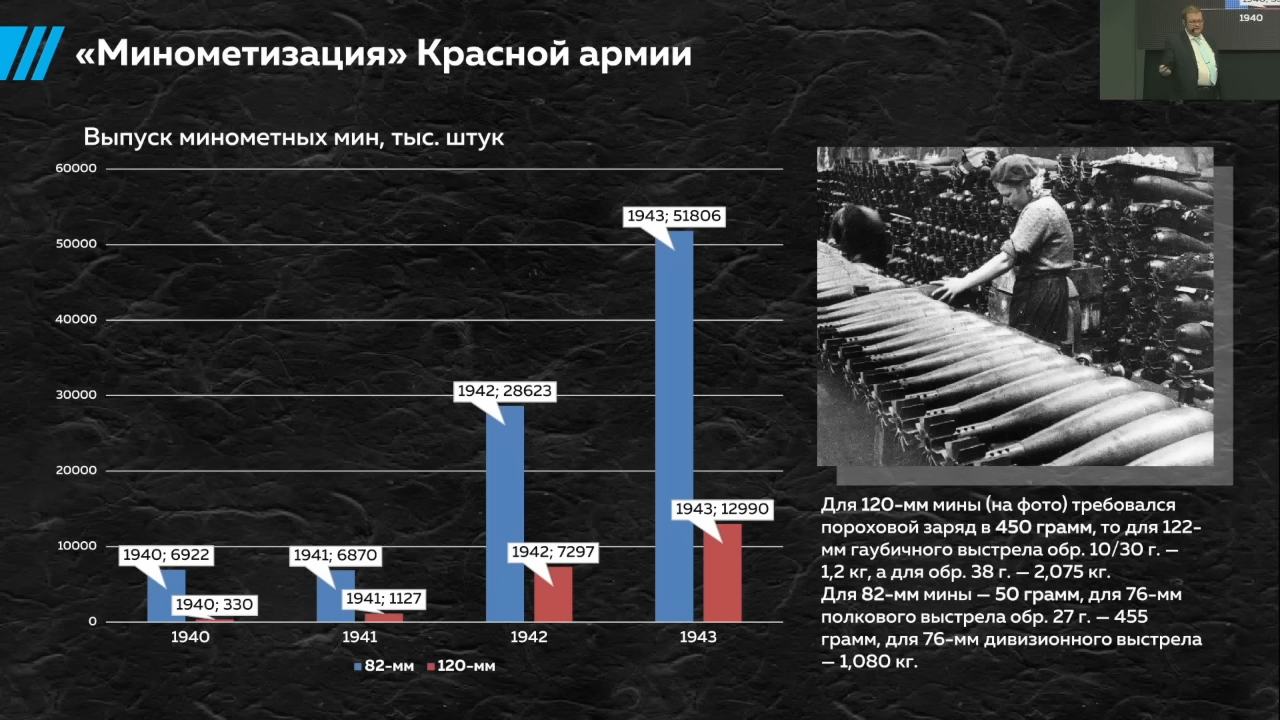 «Минометизация» Красной армии
1940
Выпуск минометных мин, тыс. штук
60000
50000
40000
30000
20000
10000
0
1940; 6922
1940; 330
1941; 6870
1941; 1127
1942; 28623
1942; 7297
1943; 51806
1943; 12990
1940
1941
1942
1943
82-мм
120-мм
Для 120-мм мины (на фото) требовался
пороховой заряд в 450 грамм, то для 122-
мм гаубичного выстрела обр. 10/30 г. —
1,2 кг, а для обр. 38 г. — 2,075 кг.
Для 82-мм мины — 50 грамм, для 76-мм
полкового выстрела обр. 27 г. — 455
грамм, для 76-мм дивизионного выстрела
— 1,080 кг.